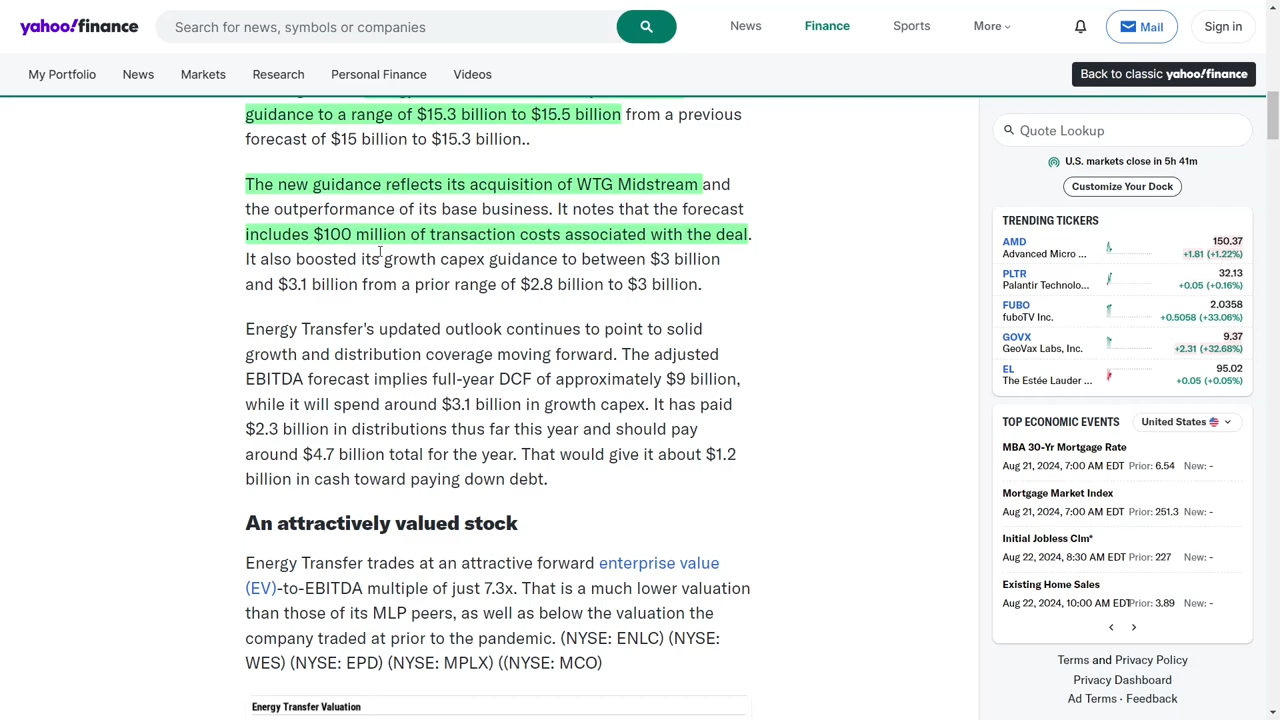 yahoo!finance
Search for news, symbols or companies
News
Finance
Sports
More
Mail
Sign in
My Portfolio
News
Markets
Research
Personal Finance
Videos
Back to classic yahoo!finance
guidance to a range of $15.3 billion to $15.5 billion from a previous
forecast of $15 billion to $15.3 billion..
The new guidance reflects its acquisition of WTG Midstream and
the outperformance of its base business. It notes that the forecast
includes $100 million of transaction costs associated with the deal.
It also boosted its growth capex guidance to between $3 billion
and $3.1 billion from a prior range of $2.8 billion to $3 billion.
Energy Transfer's updated outlook continues to point to solid
growth and distribution coverage moving forward. The adjusted
EBITDA forecast implies full-year DCF of approximately $9 billion,
while it will spend around $3.1 billion in growth capex. It has paid
$2.3 billion in distributions thus far this year and should pay
around $4.7 billion total for the year. That would give it about $1.2
billion in cash toward paying down debt.
An attractively valued stock
Energy Transfer trades at an attractive forward enterprise value
(EV)-to-EBITDA multiple of just 7.3x. That is a much lower valuation
than those of its MLP peers, as well as below the valuation the
company traded at prior to the pandemic. (NYSE: ENLC) (NYSE:
WES) (NYSE: EPD) (NYSE: MPLX) ((NYSE: MCO)
Energy Transfer Valuation
Quote Lookup
U.S. markets close in 5h 41m
Customize Your Dock
TRENDING TICKERS
AMD 150.37
Advanced Micro ... +1.81 (+1.22%)
PLTR 32.13
Palantir Technolo... +0.05 (+0.16%)
FUBO 2.0358
fuboTV Inc. +0.5058 (+33.06%)
GOVX 9.37
GeoVax Labs, Inc. +2.31 (+32.68%)
EL 95.02
The Estée Lauder ... +0.05 (+0.05%)
TOP ECONOMIC EVENTS
United States
MBA 30-Yr Mortgage Rate
Aug 21, 2024, 7:00 AM EDT Prior: 6.54 New: -
Mortgage Market Index
Aug 21, 2024, 7:00 AM EDT Prior: 251.3 New: -
Initial Jobless Clm*
Aug 22, 2024, 8:30 AM EDT Prior: 227 New: -
Existing Home Sales
Aug 22, 2024, 10:00 AM EDT Prior: 3.89 New: -
Terms and Privacy Policy
Privacy Dashboard
Ad Terms · Feedback